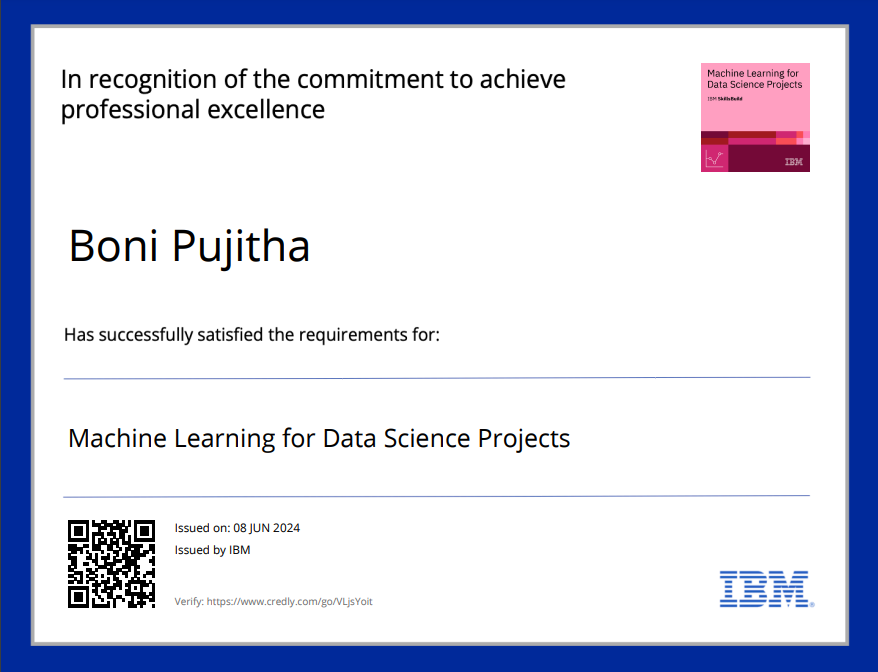 In recognition of the commitment to achieve
professional excellence
Machine Learning for
Data Science Projects
IBM SkillsBuild
IBM
Boni Pujitha
Has successfully satisfied the requirements for:
Machine Learning for Data Science Projects
Issued on: 08 JUN 2024
Issued by IBM
Verify: https://www.credly.com/go/VLjsYoit
IBM®